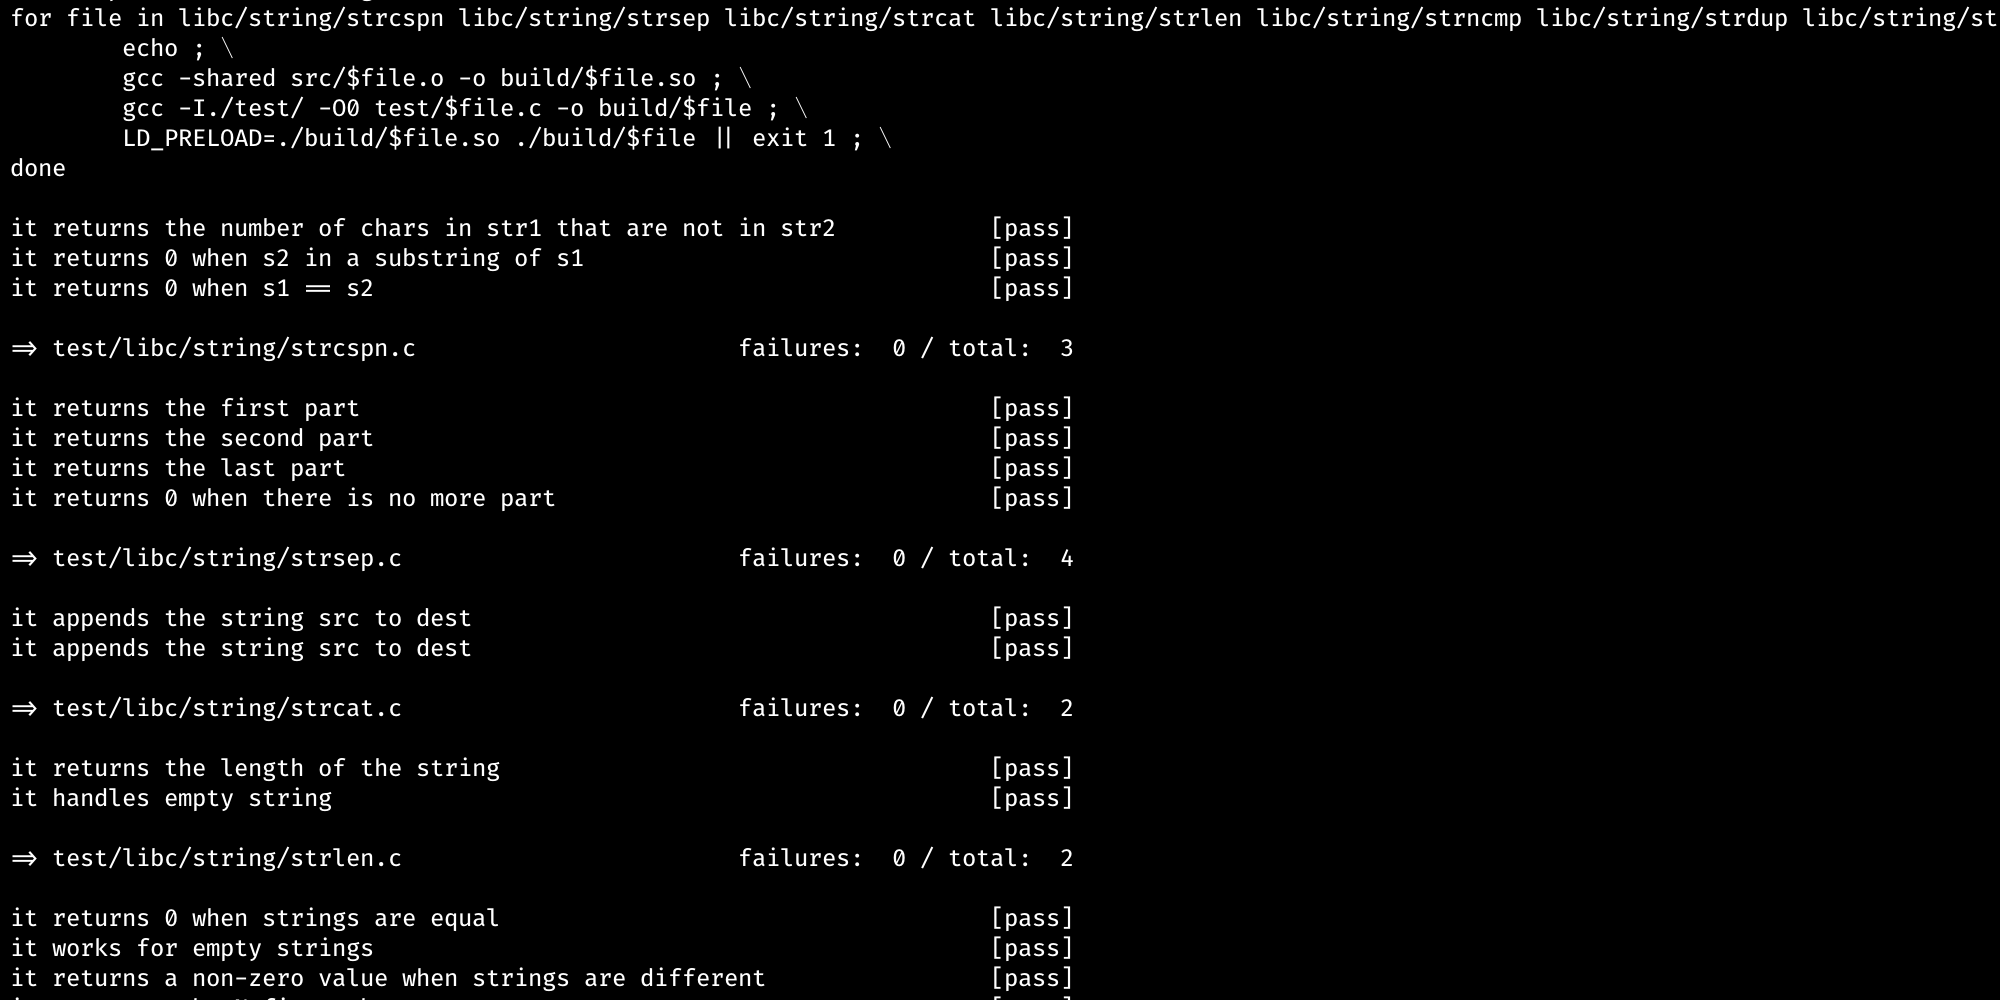 for file in libc/string/strcspn libc/string/strsep libc/string/strcat libc/string/strlen libc/string/strncmp libc/string/strdup libc/string/st
echo ; \
gcc -shared src/$file.o -o build/$file.so ; \
gcc -I./test/ -O0 test/$file.c -o build/$file ; \
LD_PRELOAD=./build/$file.so ./build/$file || exit 1 ; \
done
it returns the number of chars in str1 that are not in str2 [pass]
it returns 0 when s2 in a substring of s1 [pass]
it returns 0 when s1 == s2 [pass]
=> test/libc/string/strcspn.c failures: 0 / total: 3
it returns the first part [pass]
it returns the second part [pass]
it returns the last part [pass]
it returns 0 when there is no more part [pass]
=> test/libc/string/strsep.c failures: 0 / total: 4
it appends the string src to dest [pass]
it appends the string src to dest [pass]
=> test/libc/string/strcat.c failures: 0 / total: 2
it returns the length of the string [pass]
it handles empty string [pass]
=> test/libc/string/strlen.c failures: 0 / total: 2
it returns 0 when strings are equal [pass]
it works for empty strings [pass]
it returns a non-zero value when strings are different [pass]